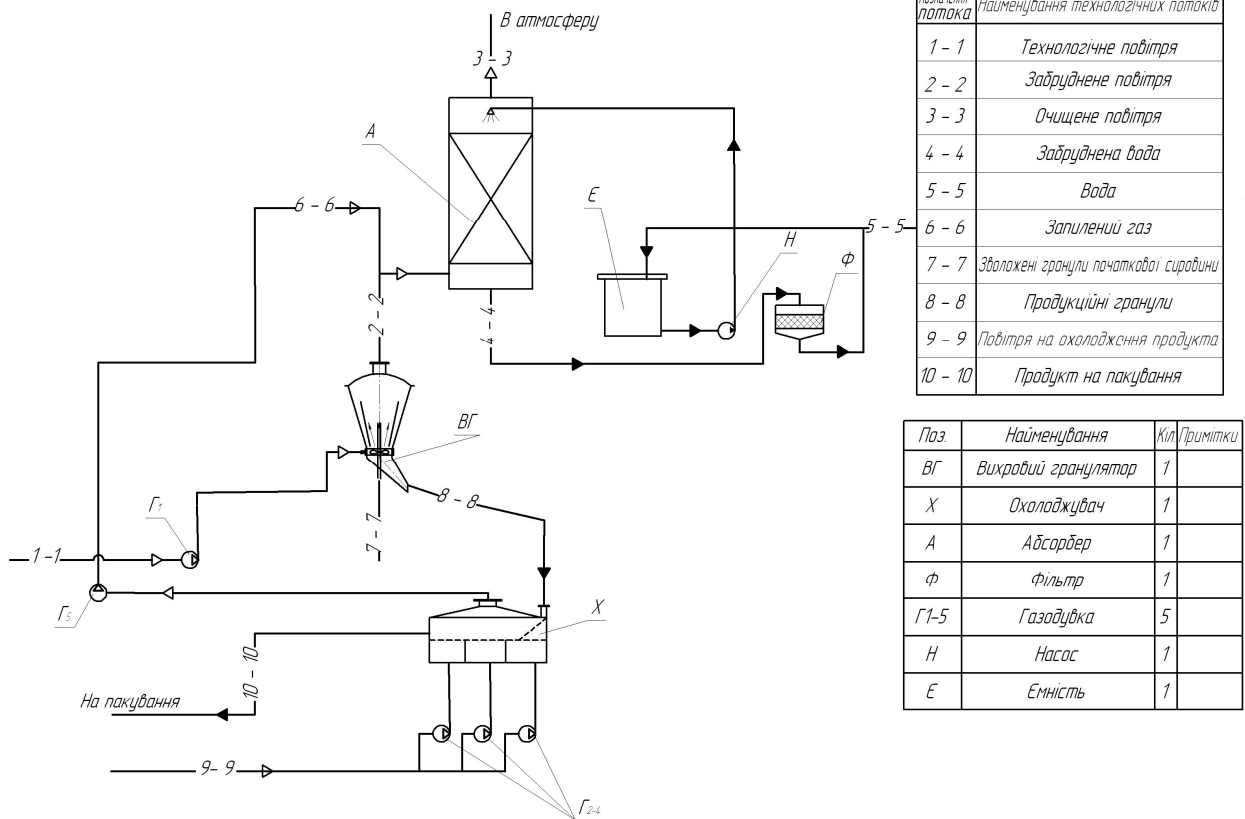 В атмосферу
3 - 3
А
6 - 6
Е
Н
Ф
5 - 5
2 - 2
4 - 4
ВГ
8 - 8
Г1
7 - 7
1 -1
Г5
Х
10 - 10
На пакування
9- 9
Г2-4
потока Найменування технологічних потоків
1 - 1 Технологічне повітря
2 - 2 Забруднене повітря
3 - 3 Очищене повітря
4 - 4 Забруднена вода
5 - 5 Вода
6 - 6 Запилений газ
7 - 7 Зволожені гранули початкової сировини
8 - 8 Продукційні гранули
9 - 9 Повітря на охолодження продукта
10 - 10 Продукт на пакування
Поз. Найменування Кіл. Примітки
ВГ Вихровий гранулятор 1
Х Охолоджувач 1
А Абсорбер 1
Ф Фільтр 1
Г1-5 Газодувка 5
Н Насос 1
Е Емність 1